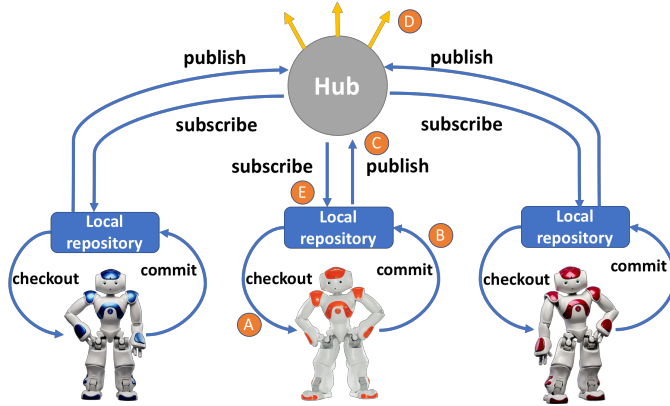 D
publish
publish
Hub
subscribe
subscribe
C
subscribe
publish
E
Local
repository
Local
repository
Local
repository
B
checkout
commit
checkout
commit
checkout
commit
A